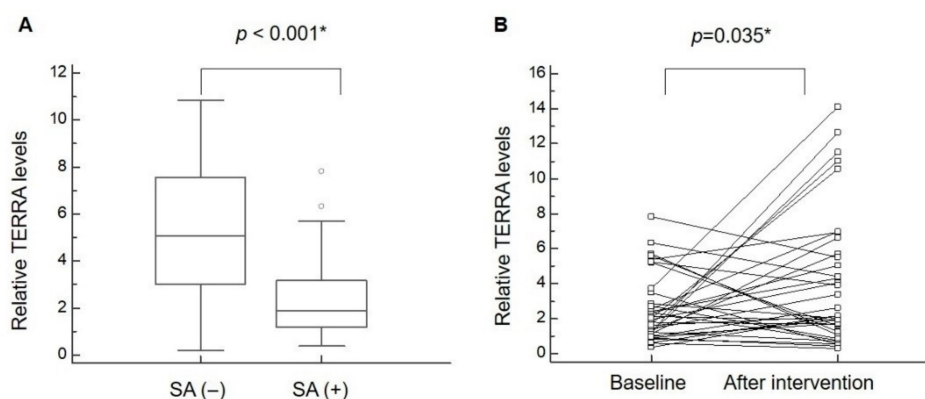 A
p < 0.001*
Relative TERRA levels
12
10
8
6
4
2
0
SA (–)
SA (+)
B
p=0.035*
Relative TERRA levels
16
14
12
10
8
6
4
2
0
Baseline
After intervention